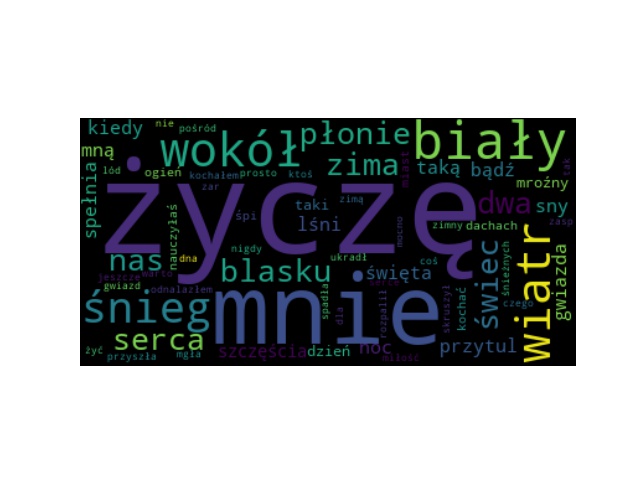 kiedy
nie
pośród
wokół
płonie
biały
mną
lód
ogień
kochałem
prosto
ktoś
zima
miast
taką
bądź
tak
spełnia
zar
mroźny
życzę
nauczyłaś
śpi
taki
zimą
lśni
mocno
dwa
sny
zimny
dachach
zasp
nas
dna
nigdy
ukradł
coś
blasku
święta
świec
śnieżnych
wiatr
gwiazda
jeszcze
warto
gwiazd
odnalazłem
serce
śnieg
mnie
spadła
dla
rozpalił
skruszył
kochać
czego
serca
żyć
przyszła
mgła
szczęścia
dzień
noc
miłość
przytul